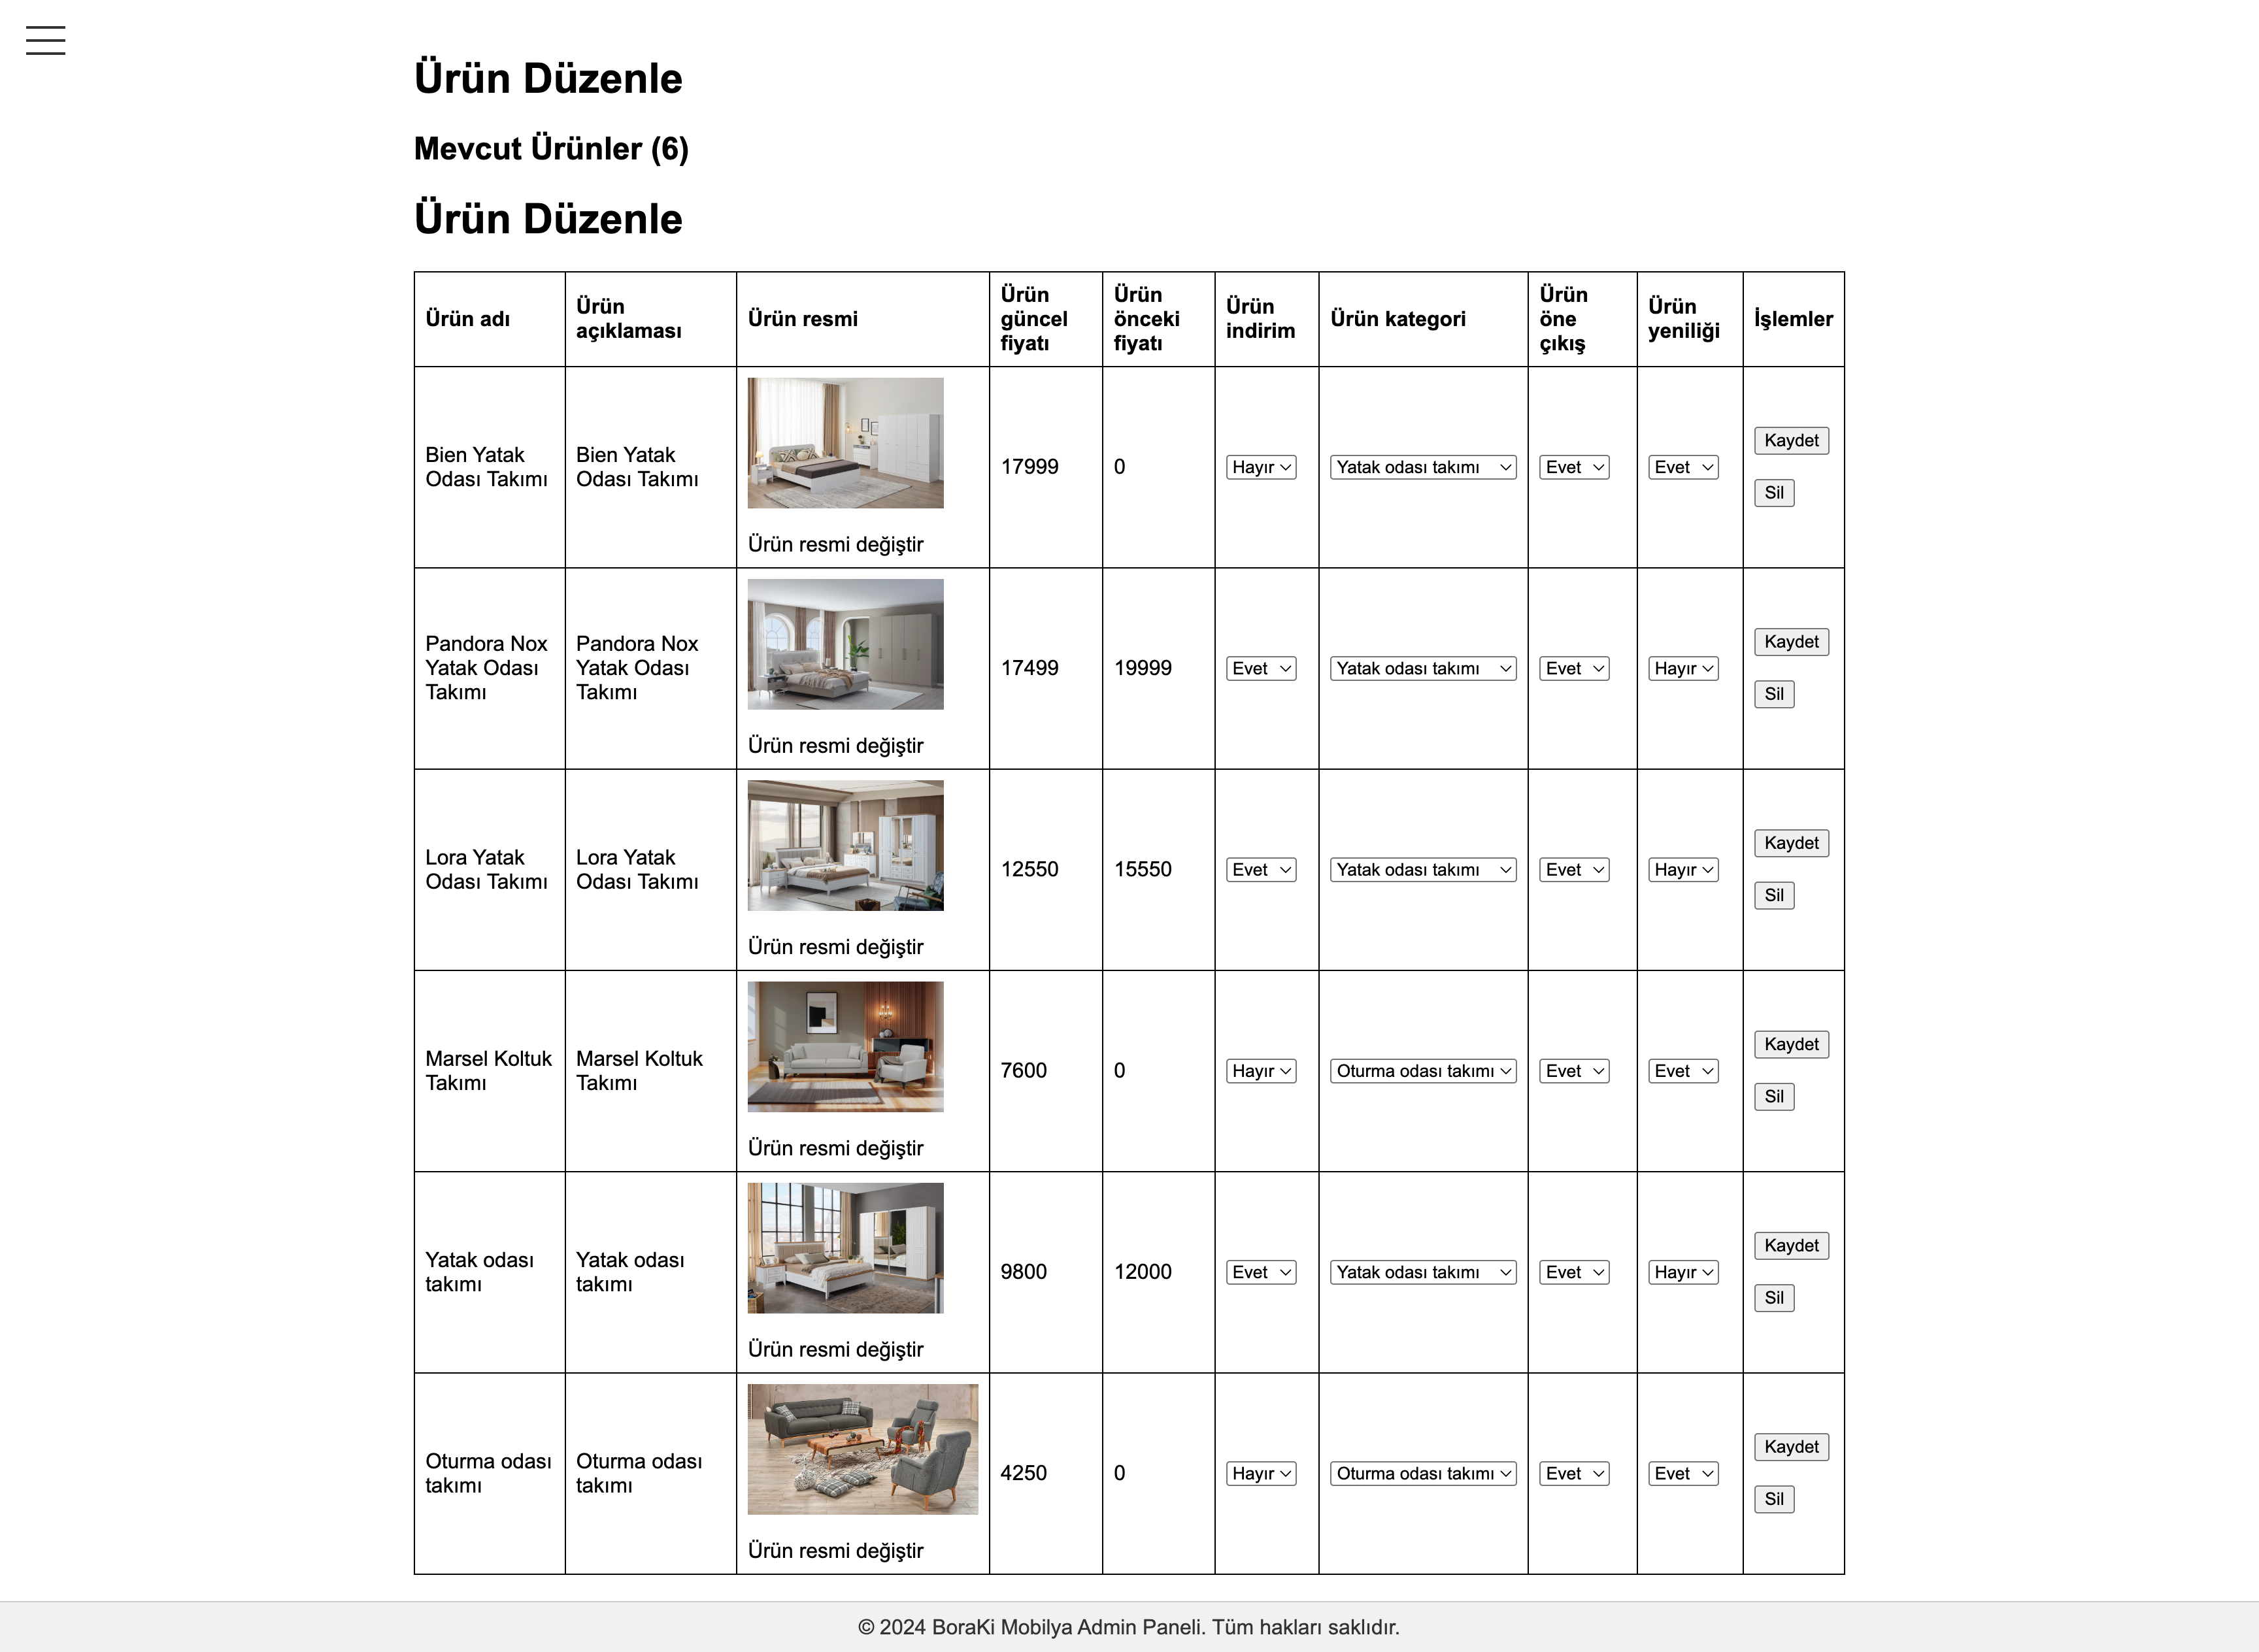 Ürün Düzenle
Mevcut Ürünler (6)
Ürün Düzenle
Ürün adı
Ürün
açıklaması
Ürün resmi
Ürün
güncel
fiyatı
Ürün
önceki
fiyatı
Ürün
indirim
Ürün kategori
Ürün
öne
çıkış
Ürün
yeniliği
İşlemler
Bien Yatak
Odası Takımı
Bien Yatak
Odası Takımı
Ürün resmi değiştir
17999
0
Hayır
Yatak odası takımı
Evet
Evet
Kaydet
Sil
Pandora Nox
Yatak Odası
Takımı
Pandora Nox
Yatak Odası
Takımı
Ürün resmi değiştir
17499
19999
Evet
Yatak odası takımı
Evet
Hayır
Kaydet
Sil
Lora Yatak
Odası Takımı
Lora Yatak
Odası Takımı
Ürün resmi değiştir
12550
15550
Evet
Yatak odası takımı
Evet
Hayır
Kaydet
Sil
Marsel Koltuk
Takımı
Marsel Koltuk
Takımı
Ürün resmi değiştir
7600
0
Hayır
Oturma odası takımı
Evet
Evet
Kaydet
Sil
Yatak odası
takımı
Yatak odası
takımı
Ürün resmi değiştir
9800
12000
Evet
Yatak odası takımı
Evet
Hayır
Kaydet
Sil
Oturma odası
takımı
Oturma odası
takımı
Ürün resmi değiştir
4250
0
Hayır
Oturma odası takımı
Evet
Evet
Kaydet
Sil
© 2024 BoraKi Mobilya Admin Paneli. Tüm hakları saklıdır.